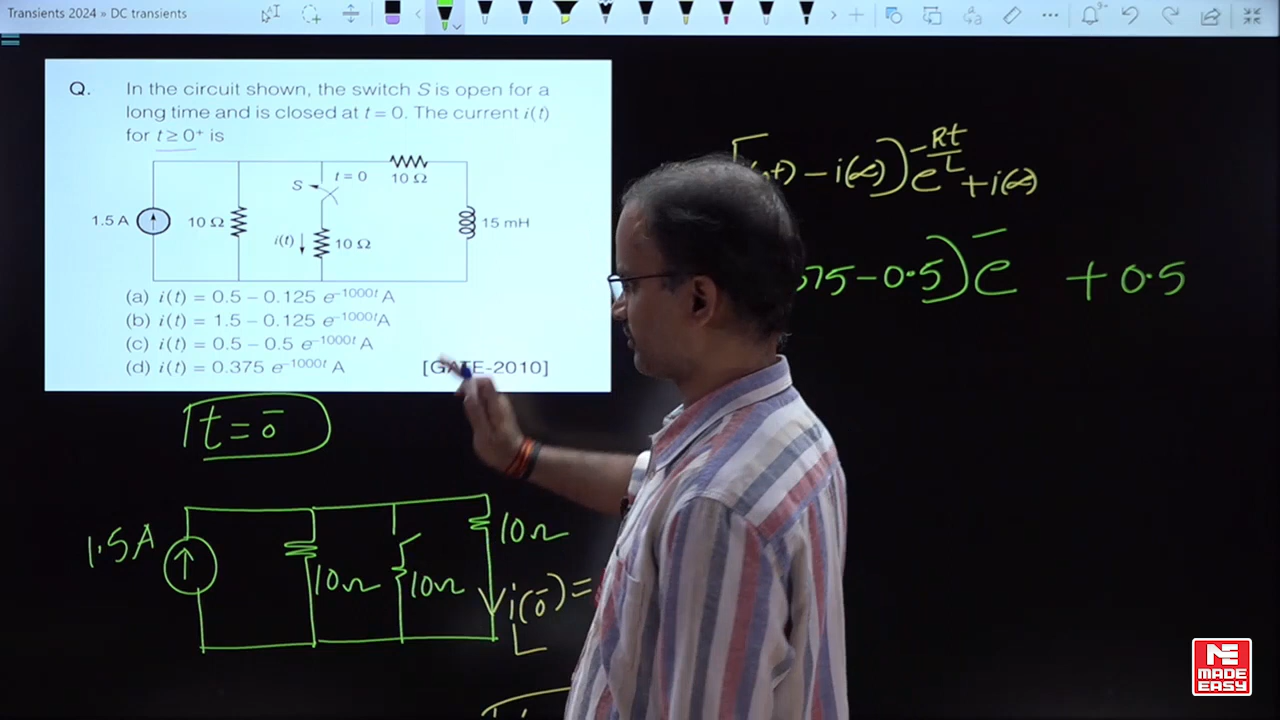 Transients 2024 » DC transients
Q. In the circuit shown, the switch S is open for a
long time and is closed at t = 0. The current i(t)
for t ≥ 0⁺ is
t = 0
S
10 Ω
1.5 A
10 Ω
i(t)
10 Ω
15 mH
(a) i(t) = 0.5 – 0.125 e⁻¹⁰⁰⁰ᵗ A
(b) i(t) = 1.5 – 0.125 e⁻¹⁰⁰⁰ᵗ A
(c) i(t) = 0.5 – 0.5 e⁻¹⁰⁰⁰ᵗ A
(d) i(t) = 0.375 e⁻¹⁰⁰⁰ᵗ A
[GATE-2010]
– i(∞)) e^(-Rt/L) + i(∞)
75 – 0.5) e⁻ + 0.5
t = 0⁻
1.5A
10Ω
10Ω
10Ω
i_L(0⁻) =
MADE
EASY